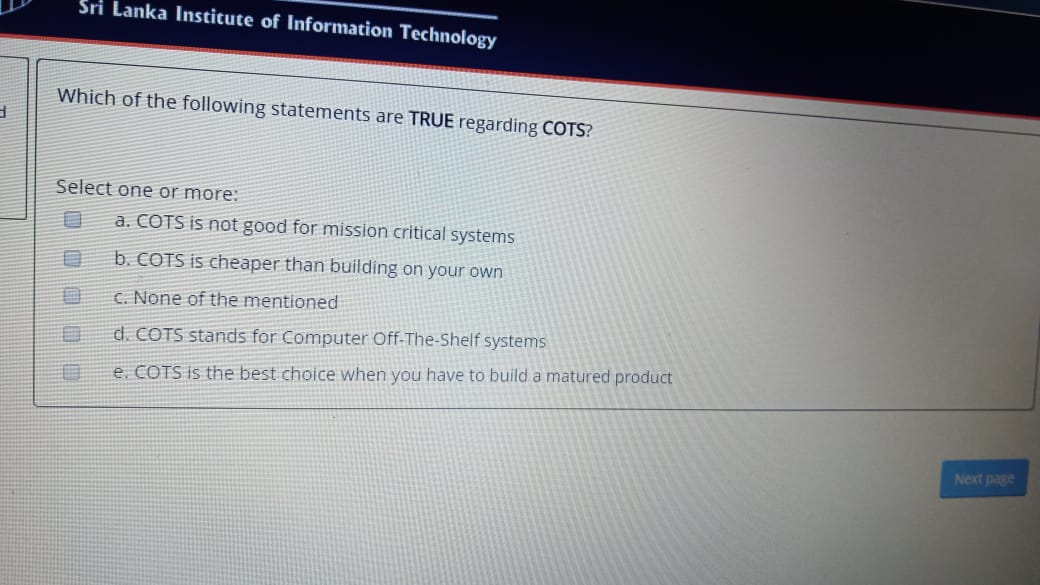 Sri Lanka Institute of Information Technology
d
Which of the following statements are TRUE regarding COTS?
Select one or more:
a. COTS is not good for mission critical systems
b. COTS is cheaper than building on your own
c. None of the mentioned
d. COTS stands for Computer Off-The-Shelf systems
e. COTS is the best choice when you have to build a matured product
Next page